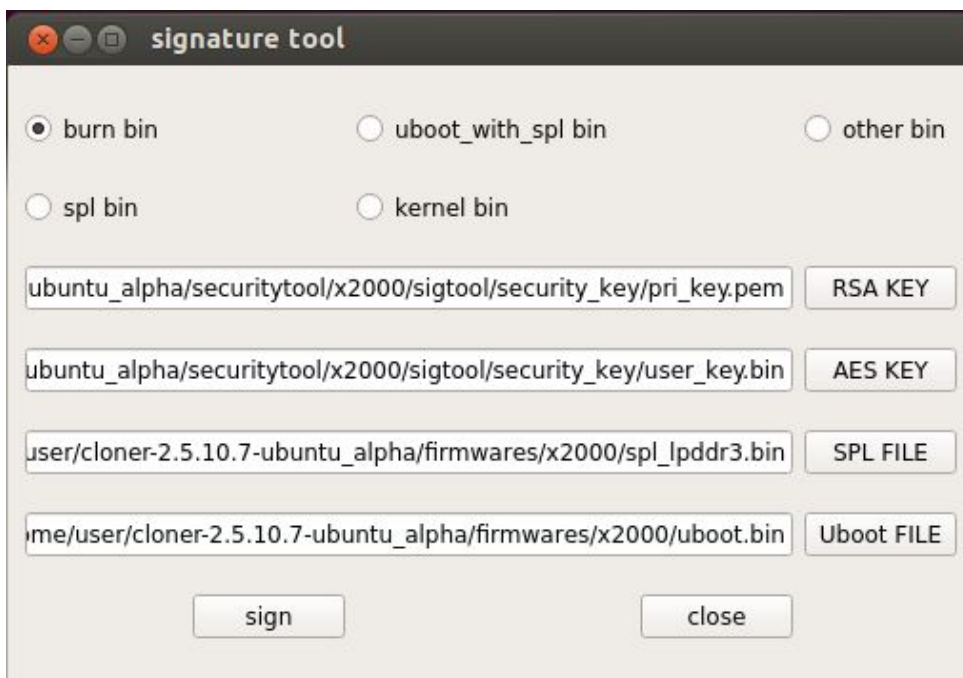 signature tool
burn bin uboot_with_spl bin other bin
spl bin kernel bin
ubuntu_alpha/securitytool/x2000/sigtool/security_key/pri_key.pem RSA KEY
ubuntu_alpha/securitytool/x2000/sigtool/security_key/user_key.bin AES KEY
user/cloner-2.5.10.7-ubuntu_alpha/firmwares/x2000/spl_lpddr3.bin SPL FILE
ome/user/cloner-2.5.10.7-ubuntu_alpha/firmwares/x2000/uboot.bin Uboot FILE
sign close